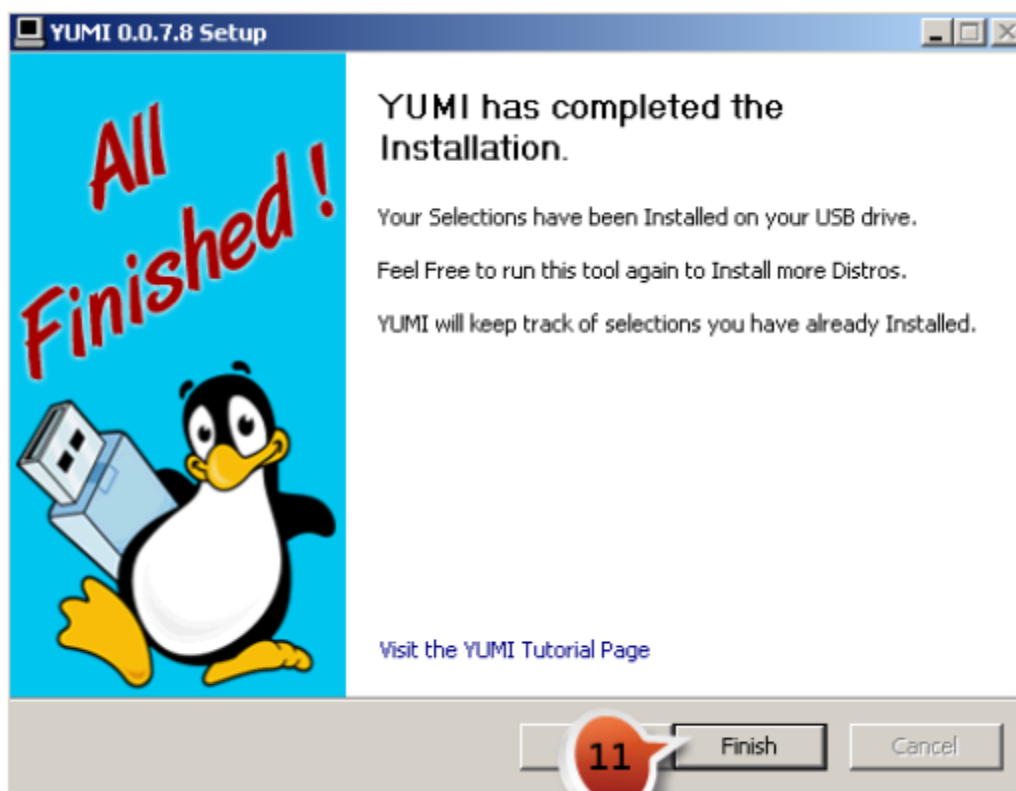 YUMI 0.0.7.8 Setup
All
Finished!
YUMI has completed the
Installation.
Your Selections have been Installed on your USB drive.
Feel Free to run this tool again to Install more Distros.
YUMI will keep track of selections you have already Installed.
Visit the YUMI Tutorial Page
11
Finish
Cancel